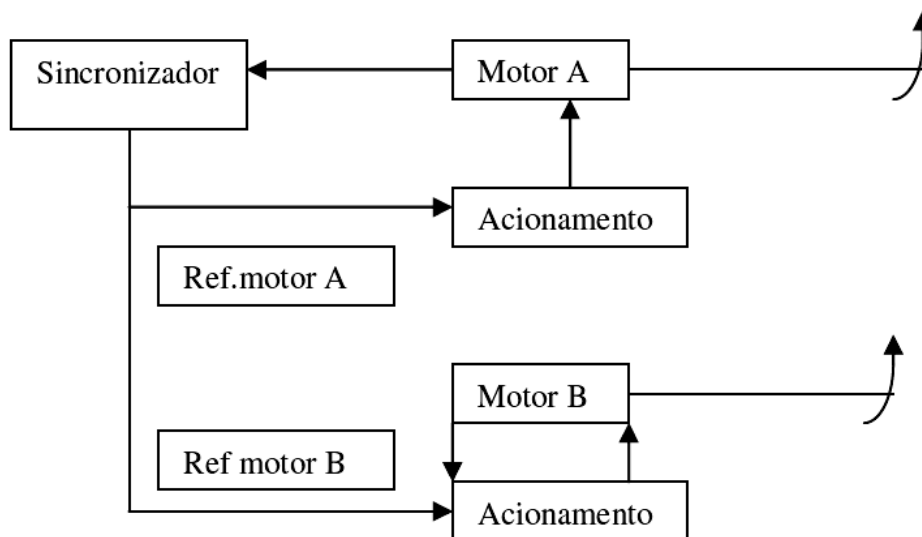 Sincronizador
Motor A
Acionamento
Ref.motor A
Motor B
Ref motor B
Acionamento